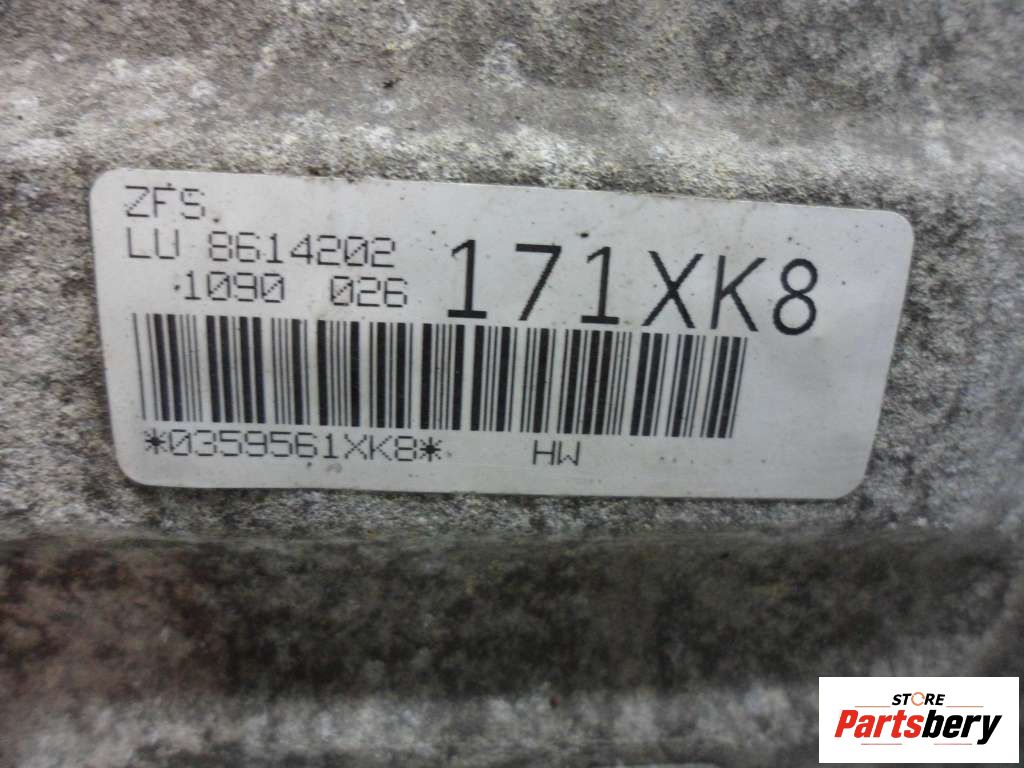 ZFS
LU 8614202
1090 026
171XK8
*0359561XK8* HW
STORE
Partsbery